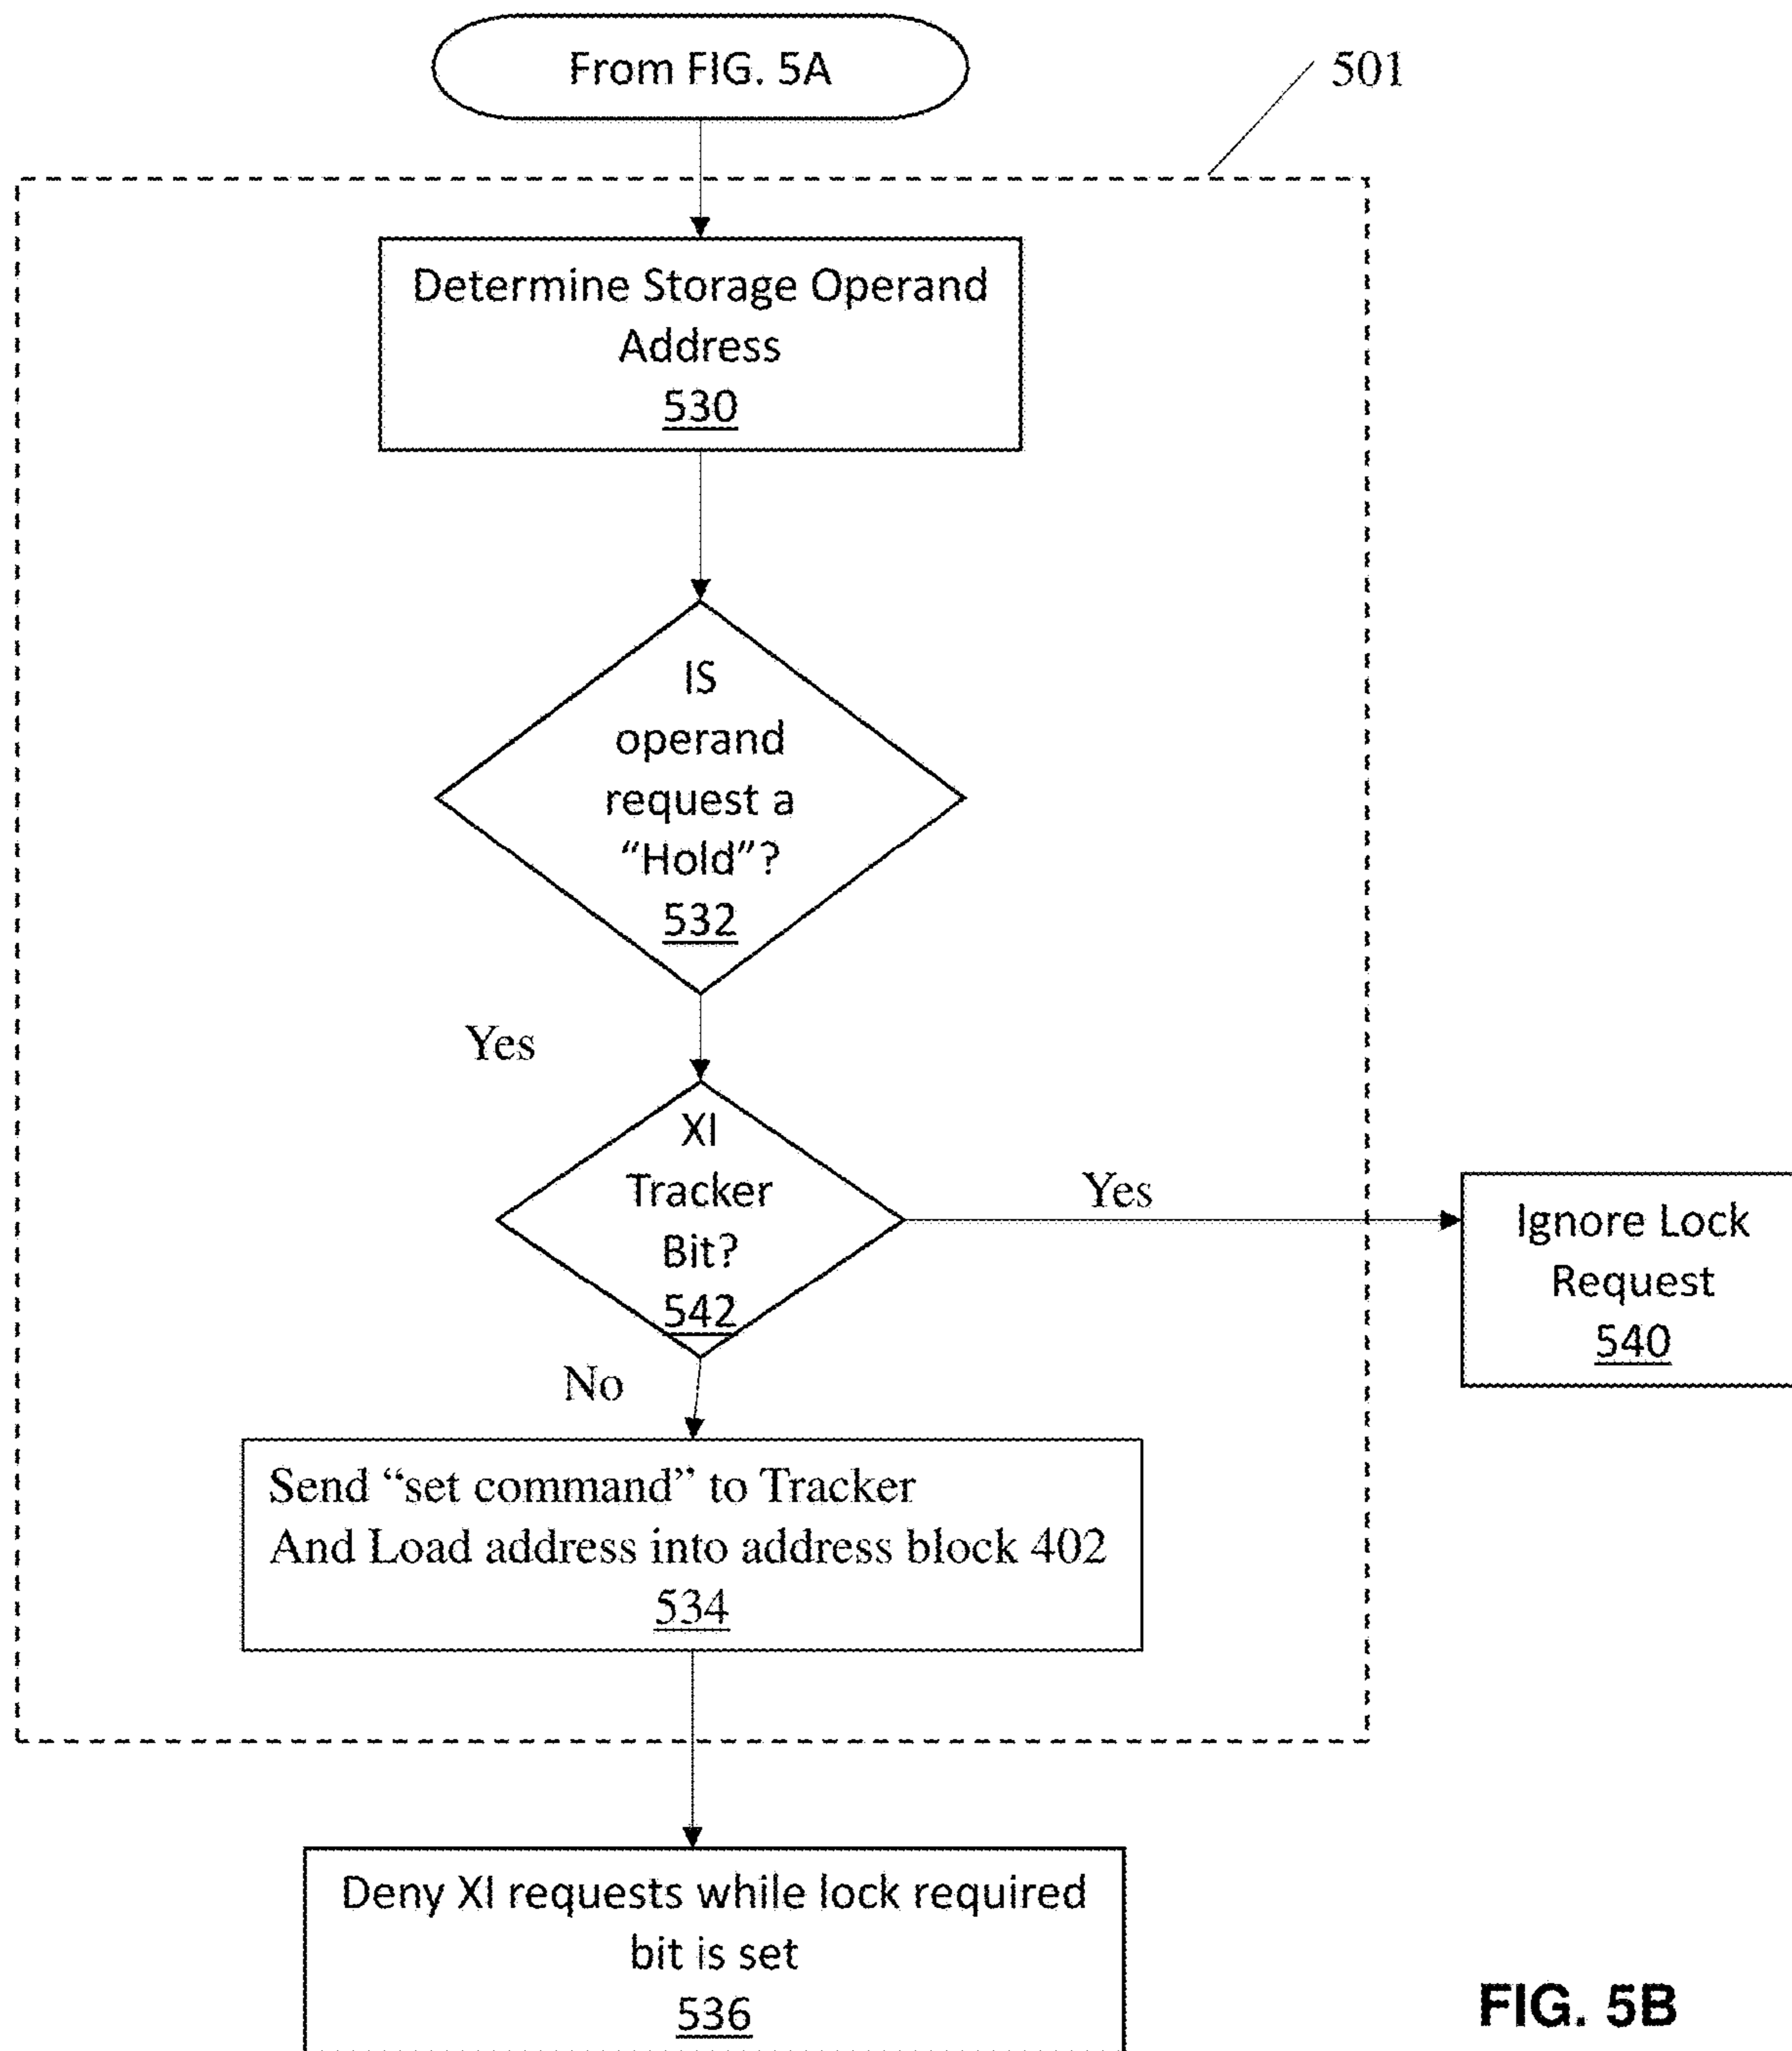 From FIG. 5A
501
Determine Storage Operand
Address
530
IS
operand
request a
“Hold”?
532
Yes
XI
Tracker
Bit?
542
Yes
Ignore Lock
Request
540
No
Send “set command” to Tracker
And Load address into address block 402
534
Deny XI requests while lock required
bit is set
536
FIG. 5B